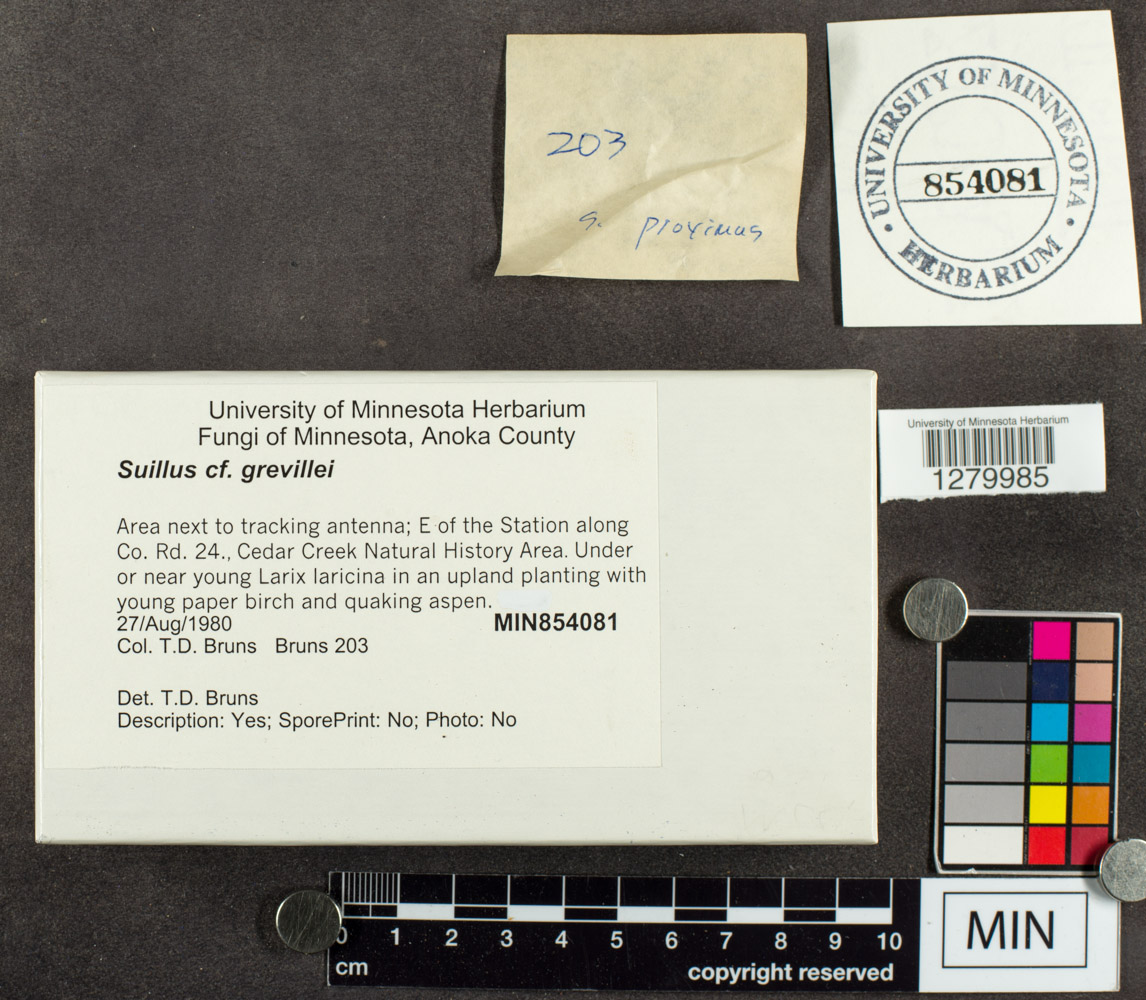 203
S. proximus
UNIVERSITY OF MINNESOTA
854081
HERBARIUM
University of Minnesota Herbarium
Fungi of Minnesota, Anoka County
Suillus cf. grevillei
Area next to tracking antenna; E of the Station along
Co. Rd. 24., Cedar Creek Natural History Area. Under
or near young Larix laricina in an upland planting with
young paper birch and quaking aspen.
27/Aug/1980 MIN854081
Col. T.D. Bruns Bruns 203
Det. T.D. Bruns
Description: Yes; SporePrint: No; Photo: No
University of Minnesota Herbarium
1279985
0 1 2 3 4 5 6 7 8 9 10
cm copyright reserved
MIN